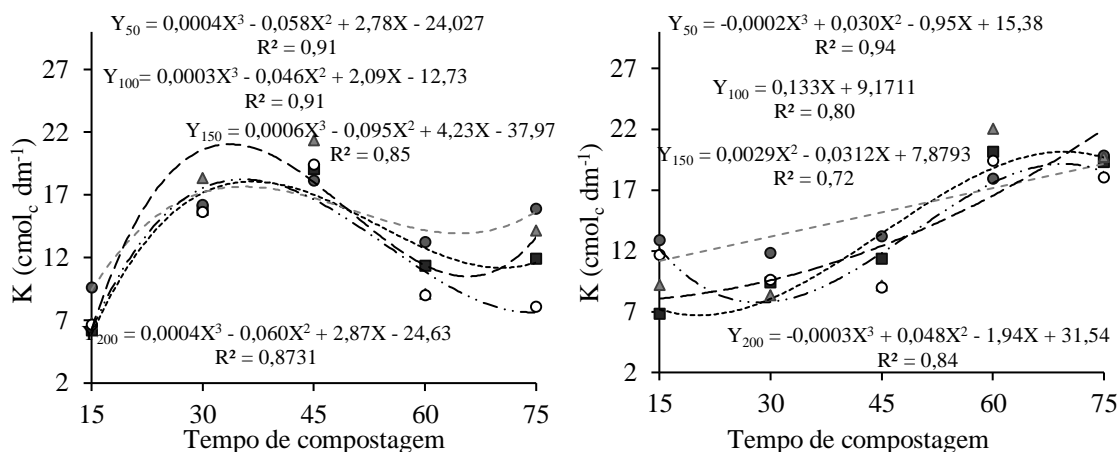 Y50 = 0,0004X³ - 0,058X² + 2,78X - 24,027
R² = 0,91
Y100= 0,0003X³ - 0,046X² + 2,09X - 12,73
R² = 0,91
Y150 = 0,0006X³ - 0,095X² + 4,23X - 37,97
R² = 0,85
Y200 = 0,0004X³ - 0,060X² + 2,87X - 24,63
R² = 0,8731
K (cmolc dm-1)
27
22
17
12
7
2
15 30 45 60 75
Tempo de compostagem
Y50 = -0,0002X³ + 0,030X² - 0,95X + 15,38
R² = 0,94
Y100 = 0,133X + 9,1711
R² = 0,80
Y150 = 0,0029X² - 0,0312X + 7,8793
R² = 0,72
Y200 = -0,0003X³ + 0,048X² - 1,94X + 31,54
R² = 0,84
K (cmolc dm-1)
27
22
17
12
7
2
15 30 45 60 75
Tempo de compostagem